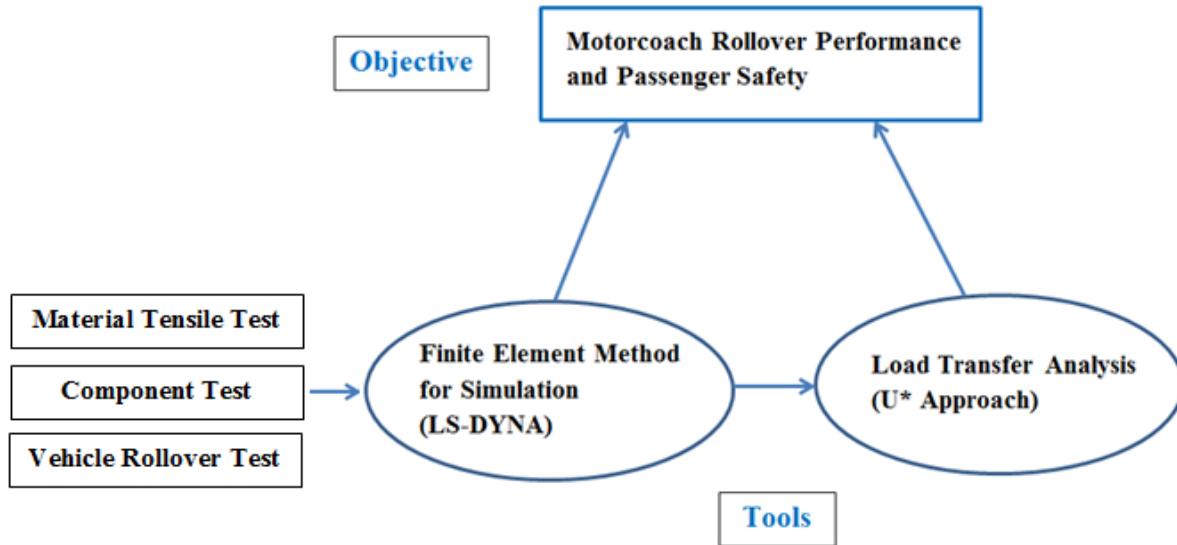 Objective
Motorcoach Rollover Performance
and Passenger Safety
Material Tensile Test
Component Test
Vehicle Rollover Test
Finite Element Method
for Simulation
(LS-DYNA)
Load Transfer Analysis
(U* Approach)
Tools